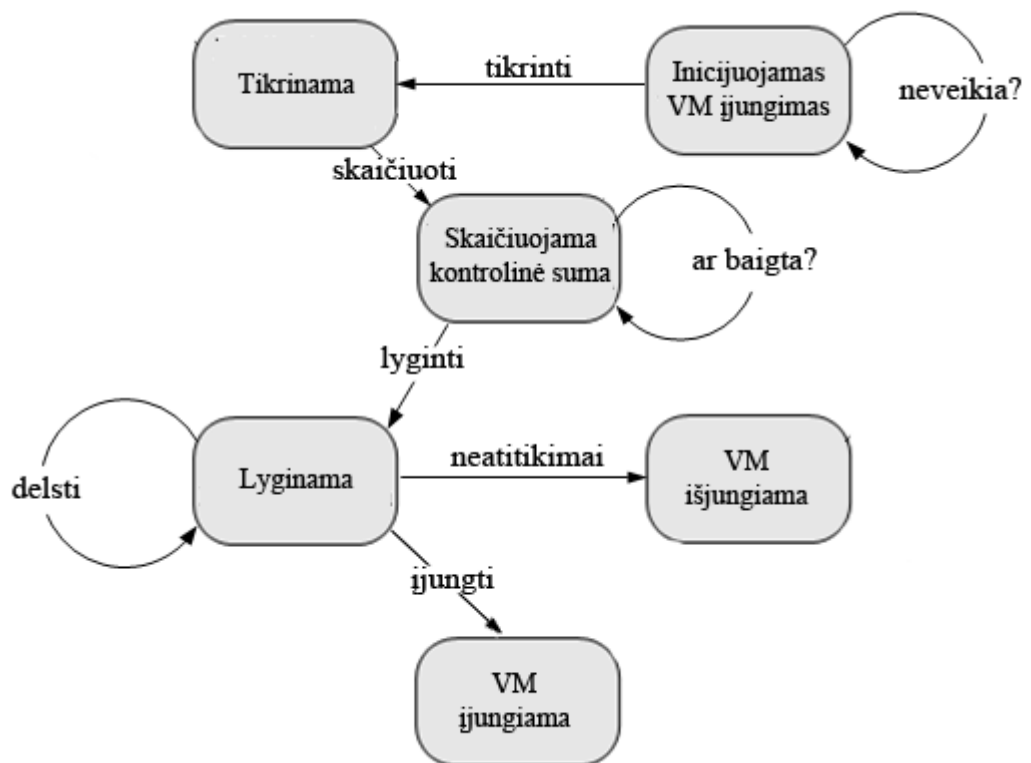 Tikrinama
tikrinti
Inicijuojamas
VM įjungimas
neveikia?
skaičiuoti
Skaičiuojama
kontrolinė suma
ar baigta?
lyginti
delsti
Lyginama
neatitikimai
VM
išjungiama
įjungti
VM
įjungiama